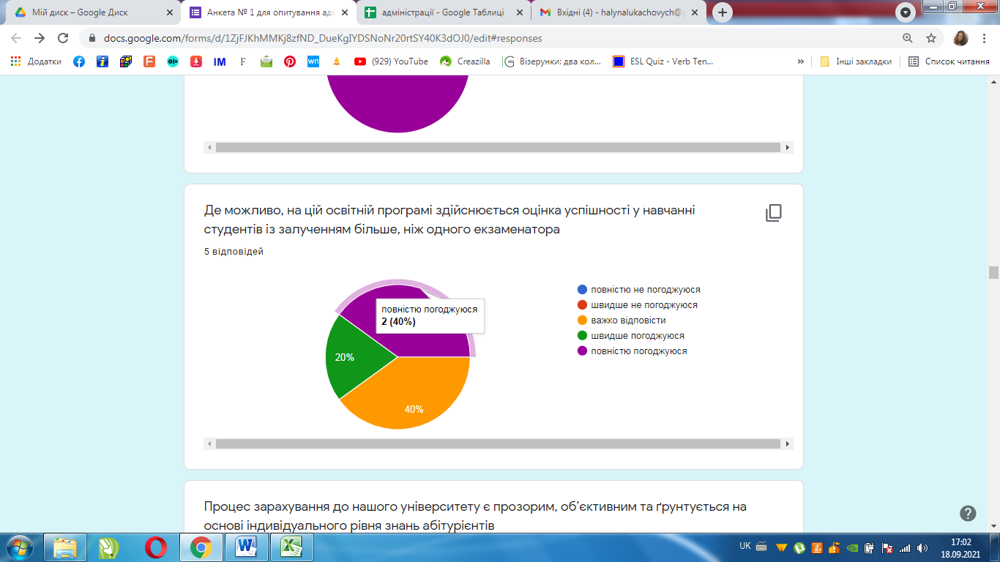 Мій диск – Google Диск
Анкета № 1 для опитування адм
адміністрації - Google Таблиці
Вхідні (4) - halynalukachovych@g
docs.google.com/forms/d/1ZjFJKhMMKj8zfND_DueKgIYDSNoNr20rtSY40K3dOJ0/edit#responses
Додатки
IM
F
wn
(929) YouTube
Creazilla
Візерунки: два кол...
ESL Quiz - Verb Ten...
»
Інші закладки
Список читання
Де можливо, на цій освітній програмі здійснюється оцінка успішності у навчанні
студентів із залученням більше, ніж одного екзаменатора
5 відповідей
повністю погоджуюся
2 (40%)
20%
40%
повністю не погоджуюся
швидше не погоджуюся
важко відповісти
швидше погоджуюся
повністю погоджуюся
Процес зарахування до нашого університету є прозорим, об’єктивним та ґрунтується на
основі індивідуального рівня знань абітурієнтів
UK
17:02
18.09.2021